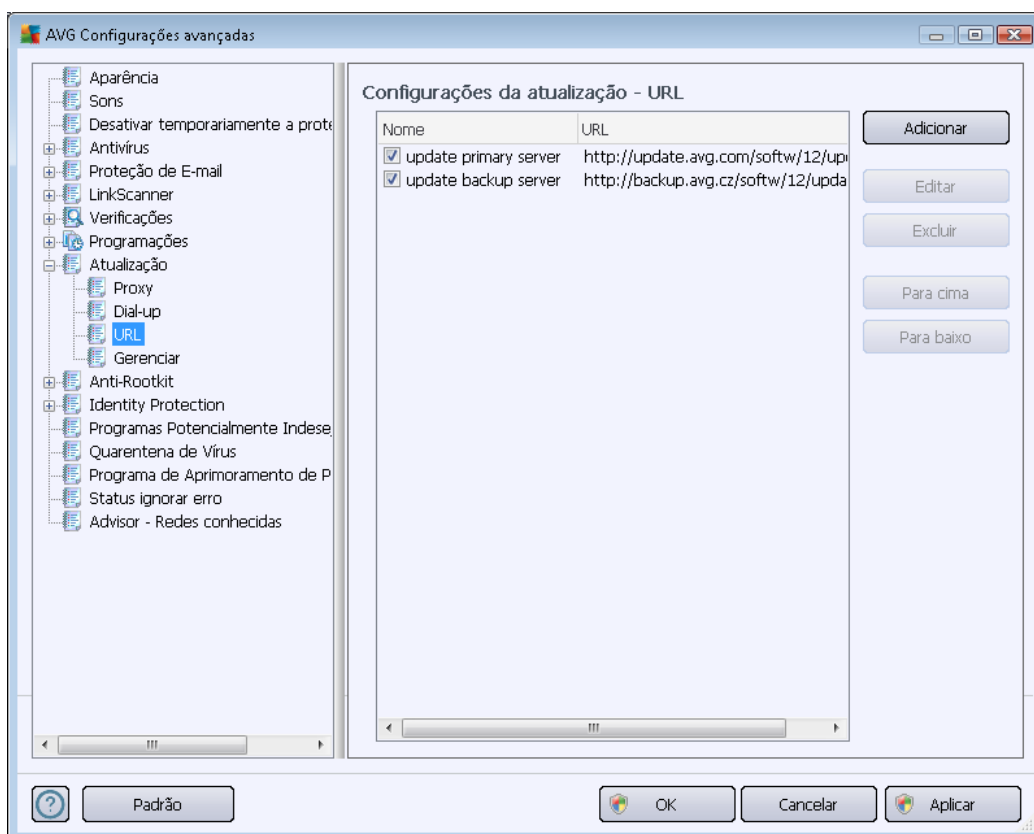 AVG Configurações avançadas
Aparência
Sons
Desativar temporariamente a prote
Antivírus
Proteção de E-mail
LinkScanner
Verificações
Programações
Atualização
Proxy
Dial-up
URL
Gerenciar
Anti-Rootkit
Identity Protection
Programas Potencialmente Indese
Quarentena de Vírus
Programa de Aprimoramento de P
Status ignorar erro
Advisor - Redes conhecidas
Configurações da atualização - URL
Nome URL
update primary server http://update.avg.com/softw/12/up
update backup server http://backup.avg.cz/softw/12/upda
Adicionar
Editar
Excluir
Para cima
Para baixo
Padrão
OK
Cancelar
Aplicar